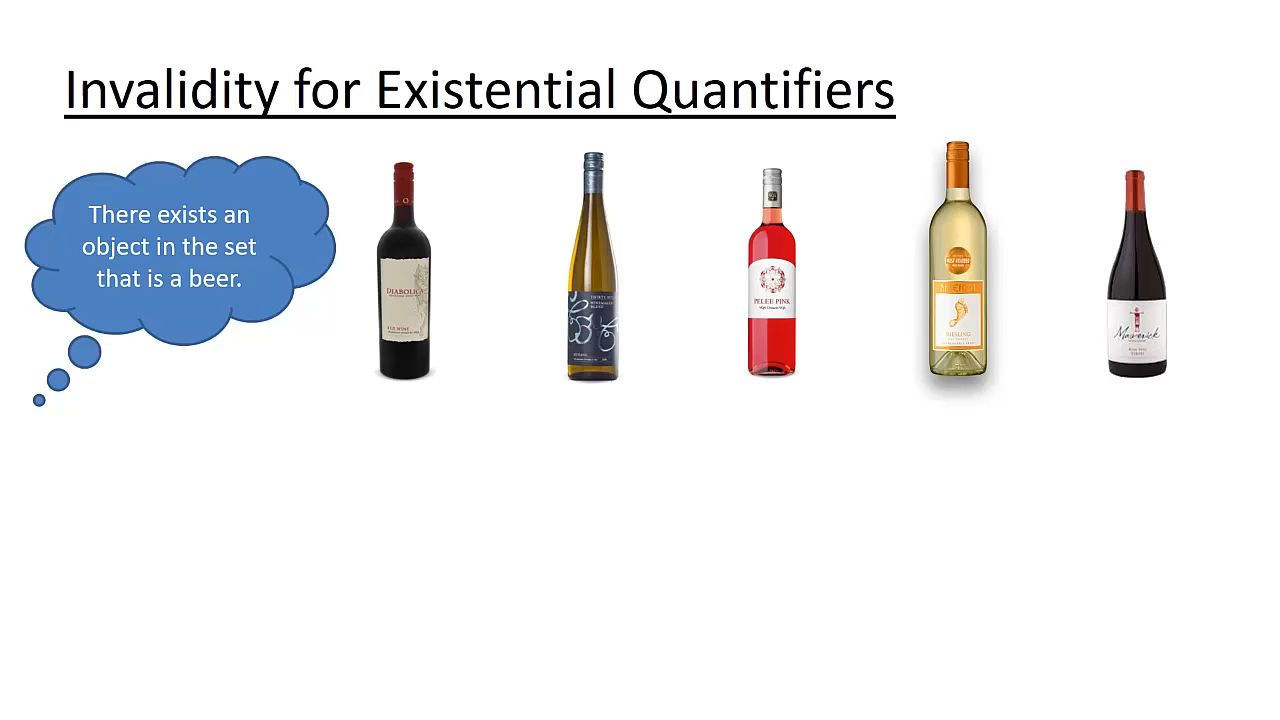 Invalidity for Existential Quantifiers
There exists an
object in the set
that is a beer.
DIABOLICA
RED WINE
PELEE PINK
RIESLING
Maverick